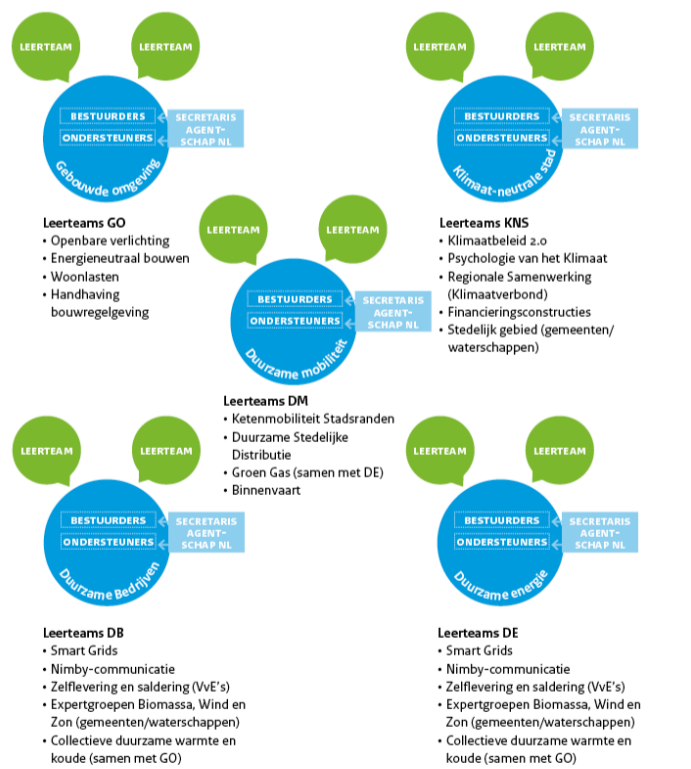 LEERTEAM
LEERTEAM
BESTUURDERS
ONDERSTEUNERS
SECRETARIS
AGENT-
SCHAP NL
Gebouwde omgeving
Leerteams GO
• Openbare verlichting
• Energieneutraal bouwen
• Woonlasten
• Handhaving
bouwregelgeving
LEERTEAM
LEERTEAM
BESTUURDERS
ONDERSTEUNERS
SECRETARIS
AGENT-
SCHAP NL
Klimaat-neutrale stad
Leerteams KNS
• Klimaatbeleid 2.0
• Psychologie van het Klimaat
• Regionale Samenwerking
(Klimaatverbond)
• Financieringsconstructies
• Stedelijk gebied (gemeenten/
waterschappen)
LEERTEAM
LEERTEAM
BESTUURDERS
ONDERSTEUNERS
SECRETARIS
AGENT-
SCHAP NL
Duurzame mobiliteit
Leerteams DM
• Ketenmobiliteit Stadsranden
• Duurzame Stedelijke
Distributie
• Groen Gas (samen met DE)
• Binnenvaart
LEERTEAM
LEERTEAM
BESTUURDERS
ONDERSTEUNERS
SECRETARIS
AGENT-
SCHAP NL
Duurzame Bedrijven
Leerteams DB
• Smart Grids
• Nimby-communicatie
• Zelflevering en saldering (VvE's)
• Expertgroepen Biomassa, Wind en
Zon (gemeenten/waterschappen)
• Collectieve duurzame warmte en
koude (samen met GO)
LEERTEAM
LEERTEAM
BESTUURDERS
ONDERSTEUNERS
SECRETARIS
AGENT-
SCHAP NL
Duurzame energie
Leerteams DE
• Smart Grids
• Nimby-communicatie
• Zelflevering en saldering (VvE's)
• Expertgroepen Biomassa, Wind en
Zon (gemeenten/waterschappen)
• Collectieve duurzame warmte en
koude (samen met GO)